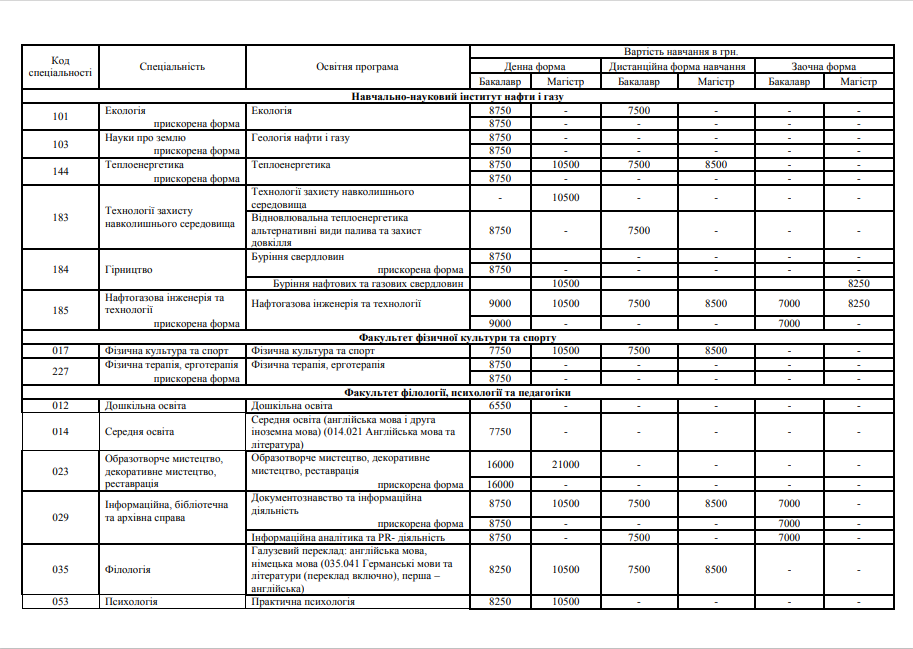 Код спеціальності Спеціальність Освітня програма Вартість навчання в грн.
Денна форма Дистанційна форма навчання Заочна форма
Бакалавр Магістр Бакалавр Магістр Бакалавр Магістр
Навчально-науковий інститут нафти і газу
101 Екологія Екологія 8750 - 7500 - - -
прискорена форма 8750 - - - - -
103 Науки про землю Геологія нафти і газу 8750 - - - - -
прискорена форма 8750 - - - - -
144 Теплоенергетика Теплоенергетика 8750 10500 7500 8500 - -
прискорена форма 8750 - - - - -
183 Технології захисту навколишнього середовища
Технології захисту навколишнього
середовища - 10500 - - - -
Відновлювальна теплоенергетика
альтернативні види палива та захист
довкілля 8750 - 7500 - - -
184 Гірництво Буріння свердловин 8750 - - - - -
прискорена форма 8750 - - - - -
Буріння нафтових та газових свердловин 10500 - - - 8250
185 Нафтогазова інженерія та
технології Нафтогазова інженерія та технології 9000 10500 7500 8500 7000 8250
прискорена форма 9000 - - - 7000 -
Факультет фізичної культури та спорту
017 Фізична культура та спорт Фізична культура та спорт 7750 10500 7500 8500 - -
227 Фізична терапія, ерготерапія Фізична терапія, ерготерапія 8750 - - - - -
прискорена форма 8750 - - - - -
Факультет філології, психології та педагогіки
012 Дошкільна освіта Дошкільна освіта 6550 - - - - -
014 Середня освіта
Середня освіта (англійська мова і друга
іноземна мова) (014.021 Англійська мова та
література) 7750 - - - - -
023 Образотворче мистецтво,
декоративне мистецтво,
реставрація
Образотворче мистецтво, декоративне
мистецтво, реставрація 16000 21000 - - - -
прискорена форма 16000 - - - - -
029 Інформаційна, бібліотечна
та архівна справа
Документознавство та інформаційна
діяльність 8750 10500 7500 8500 7000 -
прискорена форма 8750 - - - 7000 -
Інформаційна аналітика та PR- діяльність 8750 - 7500 - 7000 -
035 Філологія
Галузевий переклад: англійська мова,
німецька мова (035.041 Германські мови та
літератури (переклад включно), перша –
англійська) 8250 10500 7500 8500 - -
053 Психологія Практична психологія 8250 10500 - - - -